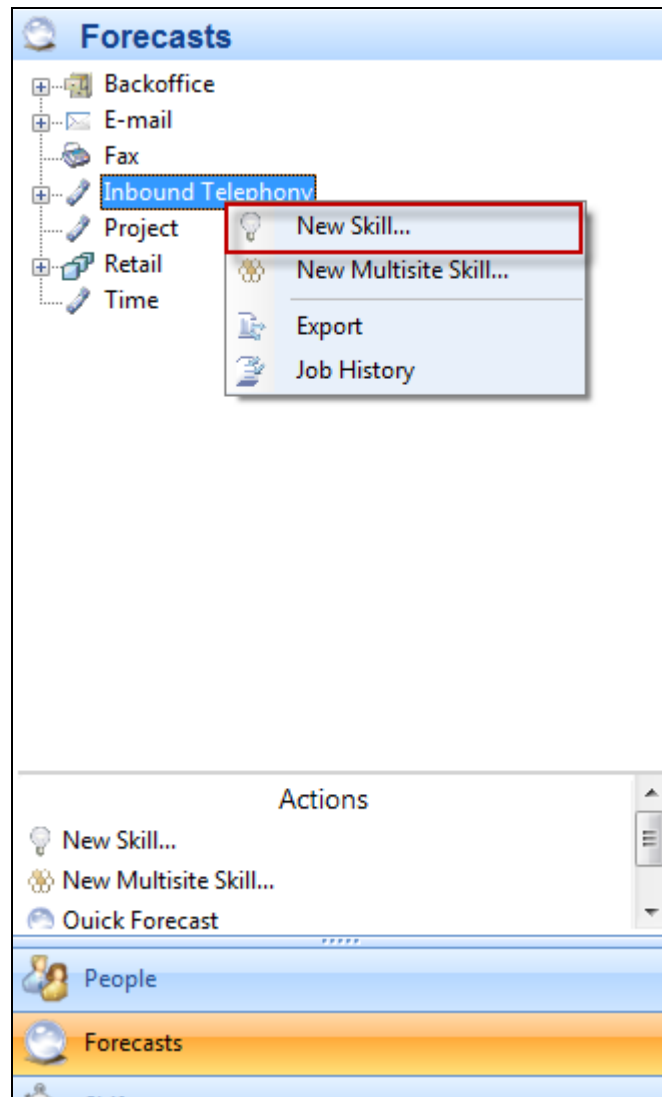 Forecasts
Backoffice
E-mail
Fax
Inbound Telephony
Project
Retail
Time
New Skill...
New Multisite Skill...
Export
Job History
Actions
New Skill...
New Multisite Skill...
Quick Forecast
People
Forecasts